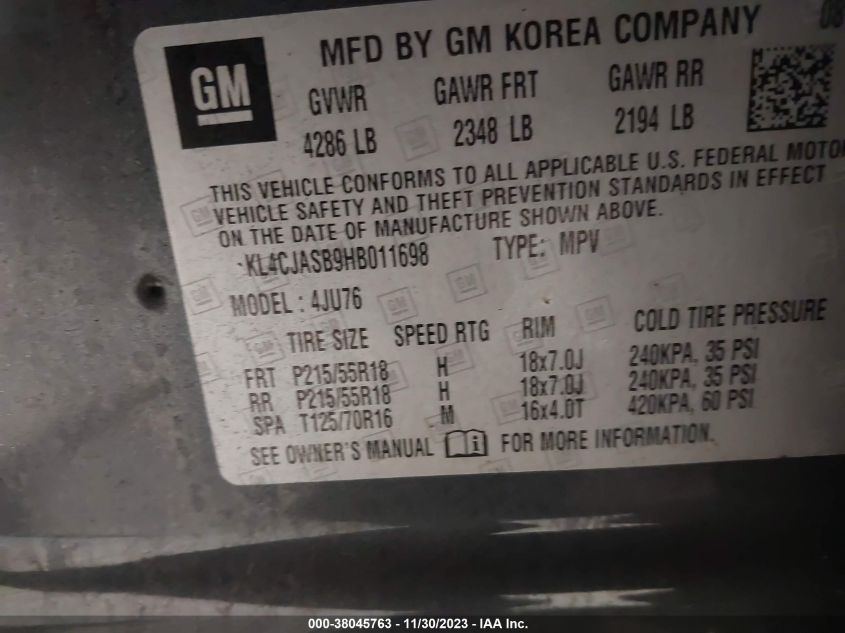 GM
MFD BY GM KOREA COMPANY 08
GVWR GAWR FRT GAWR RR
4286 LB 2348 LB 2194 LB
THIS VEHICLE CONFORMS TO ALL APPLICABLE U.S. FEDERAL MOTO
VEHICLE SAFETY AND THEFT PREVENTION STANDARDS IN EFFECT
ON THE DATE OF MANUFACTURE SHOWN ABOVE.
KL4CJASB9HB011698 TYPE: MPV
MODEL : 4JU76
TIRE SIZE SPEED RTG RIM COLD TIRE PRESSURE
FRT P215/55R18 H 18x7.0J 240KPA, 35 PSI
RR P215/55R18 H 18x7.0J 240KPA, 35 PSI
SPA T125/70R16 M 16x4.0T 420KPA, 60 PSI
SEE OWNER'S MANUAL i FOR MORE INFORMATION.
000-38045763 - 11/30/2023 - IAA Inc.